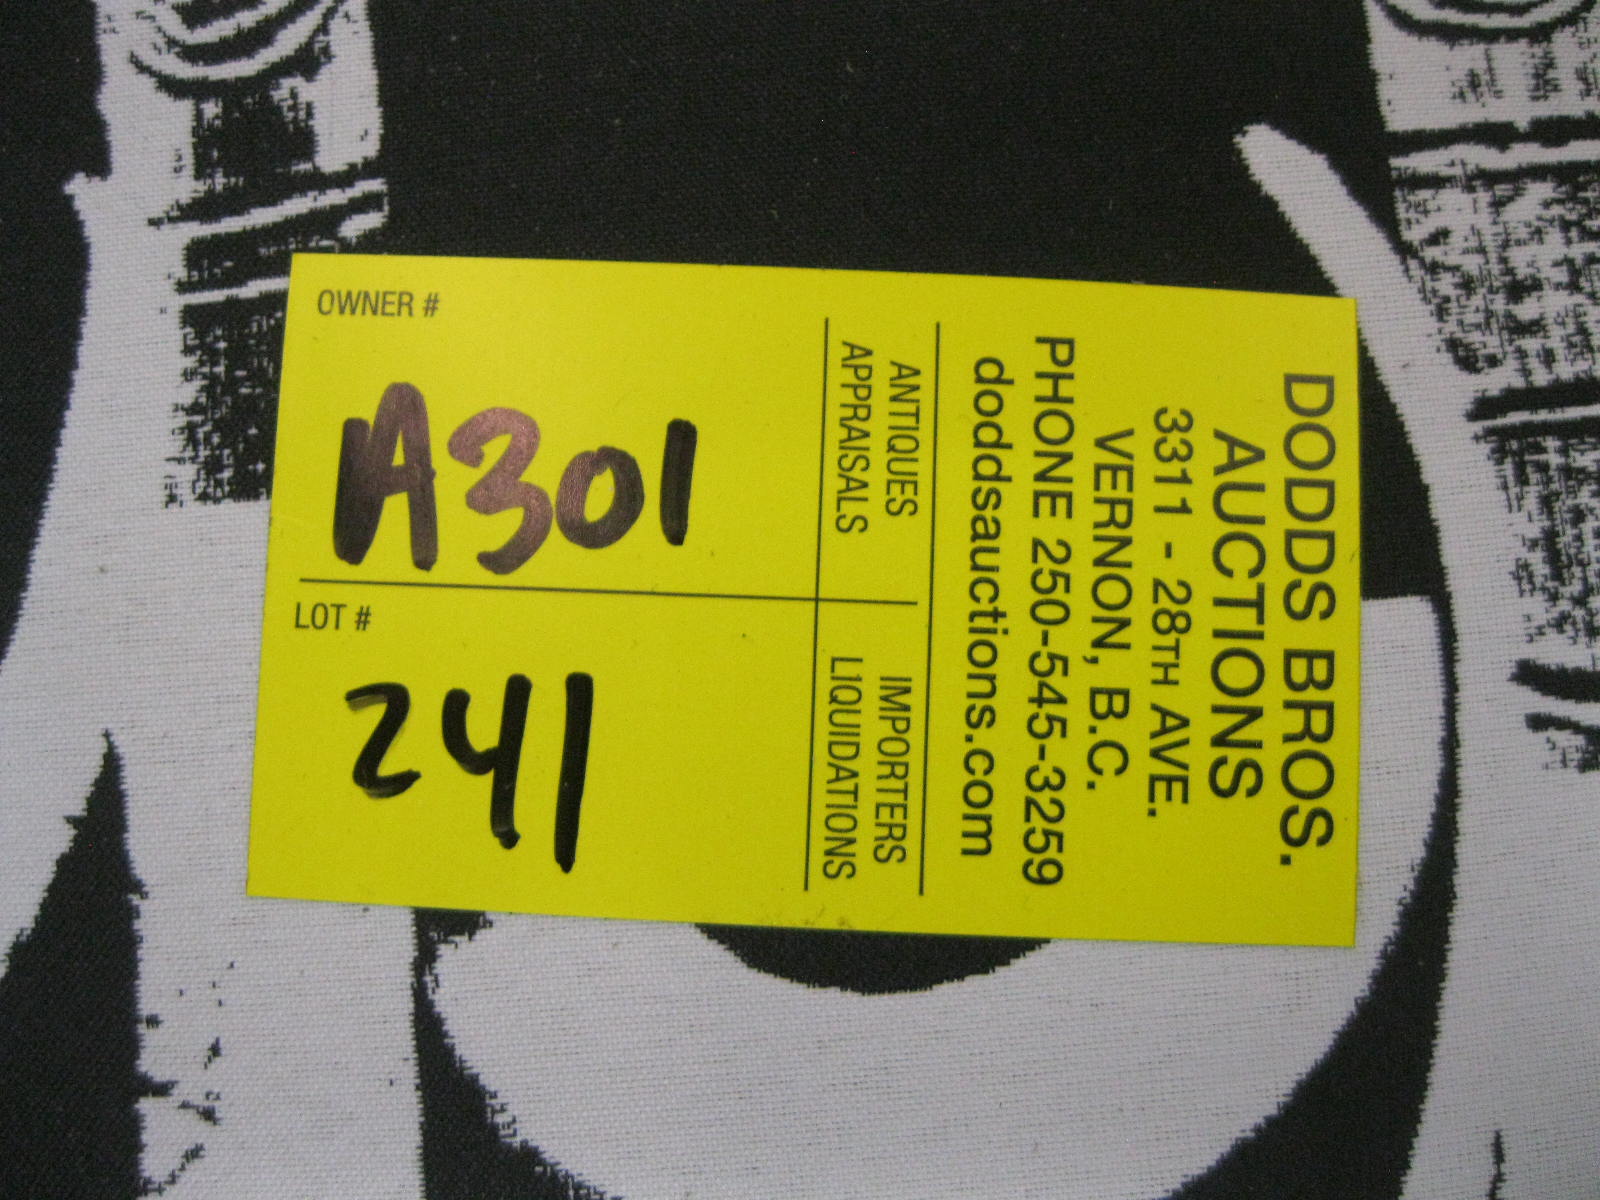 DODDS BROS.
AUCTIONS
3311 - 28TH AVE.
VERNON, B.C.
PHONE 250-545-3259
doddsauctions.com
ANTIQUES
APPRAISALS
IMPORTERS
LIQUIDATIONS
OWNER #
A301
LOT #
241